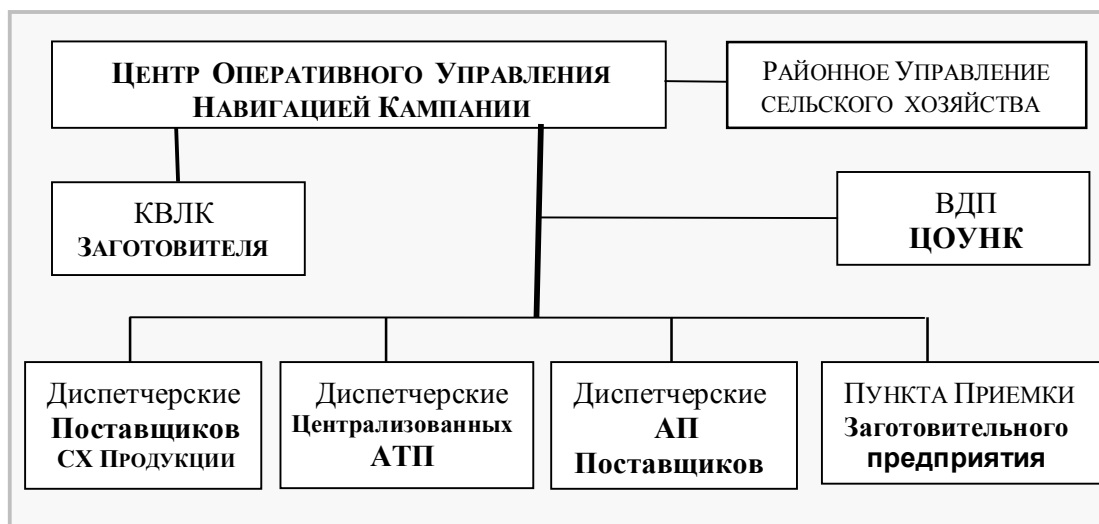 ЦЕНТР ОПЕРАТИВНОГО УПРАВЛЕНИЯ
НАВИГАЦИЕЙ КАМПАНИИ
РАЙОННОЕ УПРАВЛЕНИЕ
СЕЛЬСКОГО ХОЗЯЙСТВА
КВЛК
ЗАГОТОВИТЕЛЯ
ВДП
ЦОУНК
Диспетчерские
Поставщиков
СХ ПРОДУКЦИИ
Диспетчерские
Централизованных
АТП
Диспетчерские
АП
Поставщиков
ПУНКТА ПРИЕМКИ
Заготовительного
предприятия